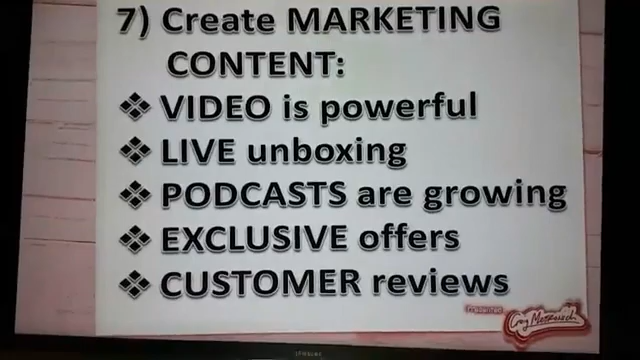 7) Create MARKETING
CONTENT:
❖ VIDEO is powerful
❖ LIVE unboxing
❖ PODCASTS are growing
❖ EXCLUSIVE offers
❖ CUSTOMER reviews